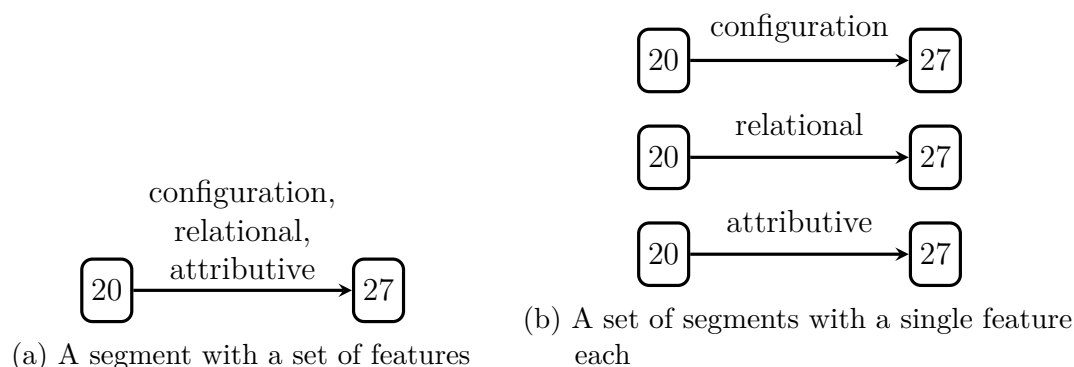 configuration,
relational,
attributive
20 27
(a) A segment with a set of features
configuration
20 27
relational
20 27
attributive
20 27
(b) A set of segments with a single feature
each